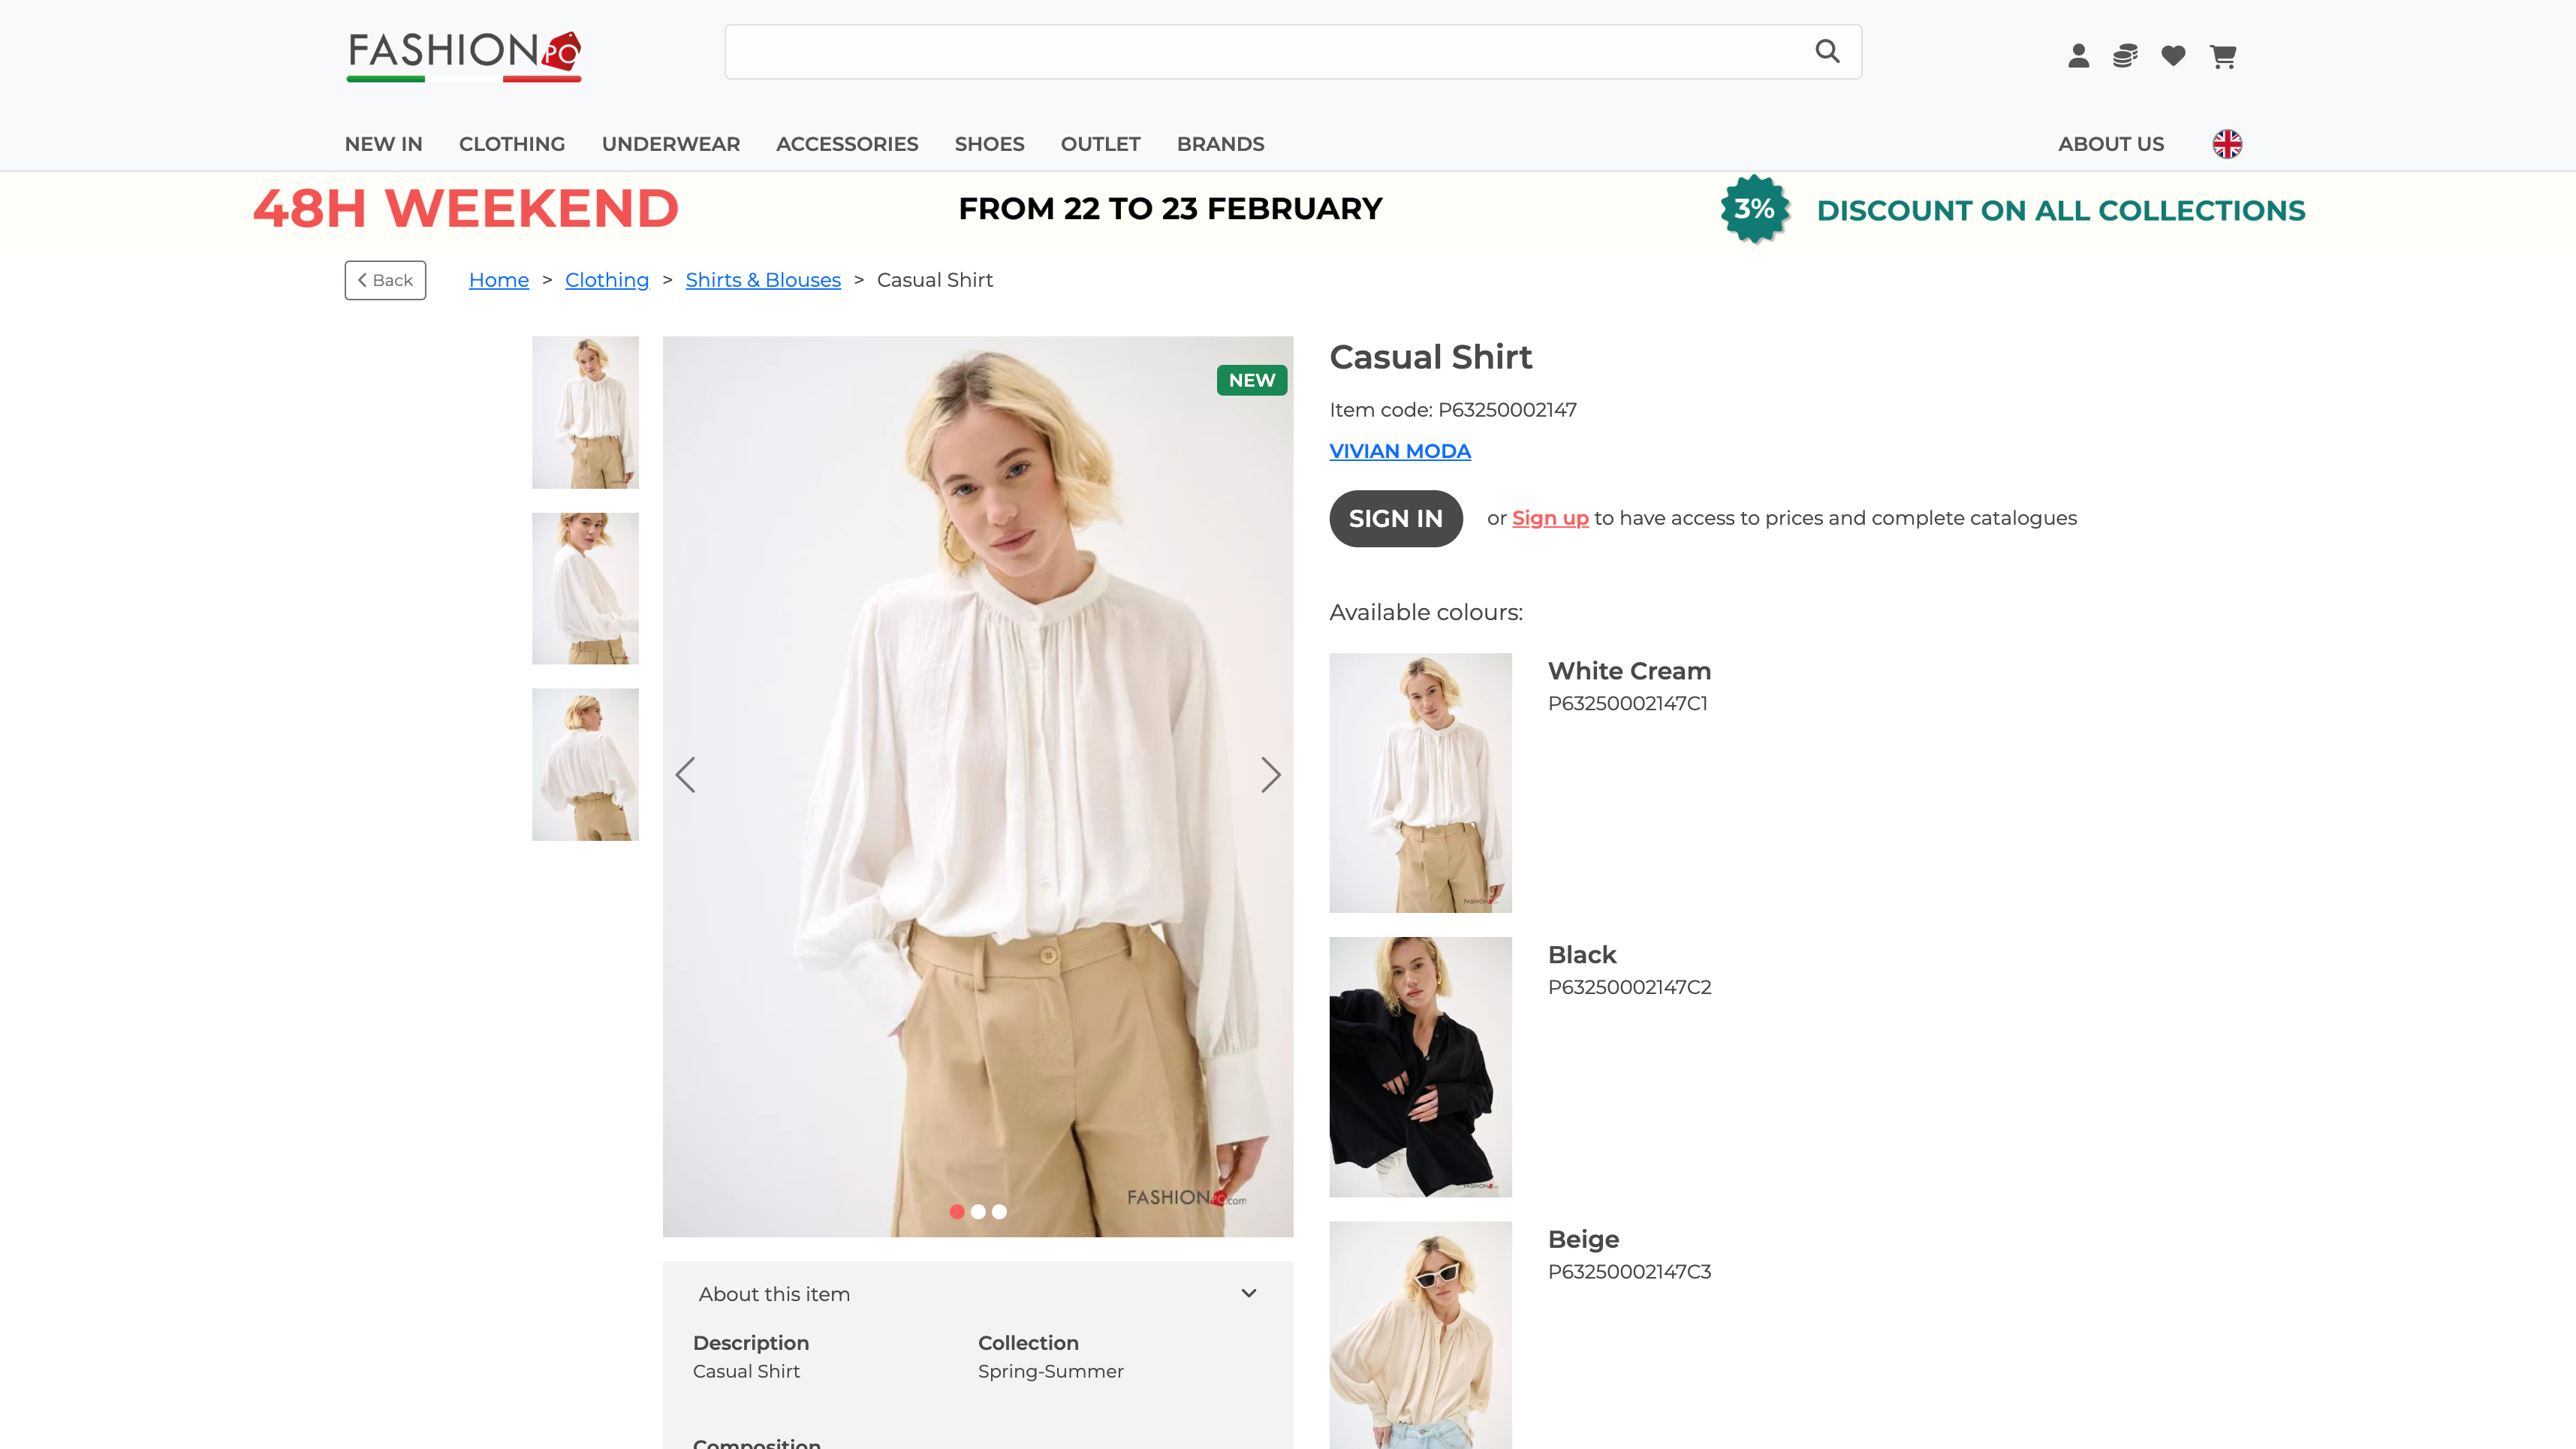 FASHIONPO
NEW IN CLOTHING UNDERWEAR ACCESSORIES SHOES OUTLET BRANDS ABOUT US
48H WEEKEND FROM 22 TO 23 FEBRUARY 3% DISCOUNT ON ALL COLLECTIONS
Back Home > Clothing > Shirts & Blouses > Casual Shirt
NEW
Casual Shirt
Item code: P63250002147
VIVIAN MODA
SIGN IN or Sign up to have access to prices and complete catalogues
Available colours:
White Cream
P63250002147C1
Black
P63250002147C2
Beige
P63250002147C3
FASHIONPO.com
About this item
Description Collection
Casual Shirt Spring-Summer
Composition